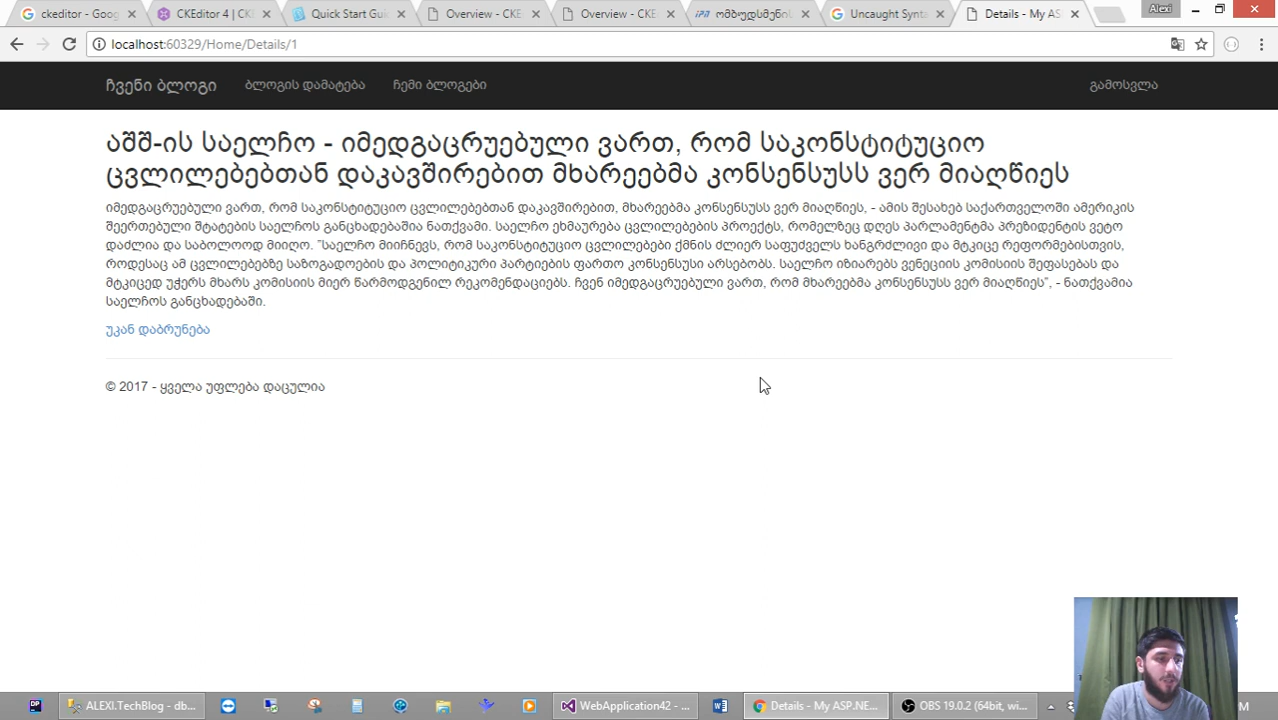 ckeditor - Goog
CKEditor 4 | CK
Quick Start Gui
Overview - CKE
Overview - CKE
იპნ ომბუდსმენის
Uncaught Synta
Details - My AS
Alexi
localhost:60329/Home/Details/1
ჩვენი ბლოგი
ბლოგის დამატება
ჩემი ბლოგები
გამოსვლა
აშშ-ის საელჩო - იმედგაცრუებული ვართ, რომ საკონსტიტუციო
ცვლილებებთან დაკავშირებით მხარეებმა კონსენსუსს ვერ მიაღწიეს
იმედგაცრუებული ვართ, რომ საკონსტიტუციო ცვლილებებთან დაკავშირებით, მხარეებმა კონსენსუსს ვერ მიაღწიეს, - ამის შესახებ საქართველოში ამერიკის
შეერთებული შტატების საელჩოს განცხადებაშია ნათქვამი. საელჩო ეხმაურება ცვლილებების პროექტს, რომელზეც დღეს პარლამენტმა პრეზიდენტის ვეტო
დაძლია და საბოლოოდ მიიღო. "საელჩო მიიჩნევს, რომ საკონსტიტუციო ცვლილებები ქმნის ძლიერ საფუძველს ხანგრძლივი და მტკიცე რეფორმებისთვის,
როდესაც ამ ცვლილებებზე საზოგადოების და პოლიტიკური პარტიების ფართო კონსენსუსი არსებობს. საელჩო იზიარებს ვენეციის კომისიის შეფასებას და
მტკიცედ უჭერს მხარს კომისიის მიერ წარმოდგენილ რეკომენდაციებს. ჩვენ იმედგაცრუებული ვართ, რომ მხარეებმა კონსენსუსს ვერ მიაღწიეს", - ნათქვამია
საელჩოს განცხადებაში.
უკან დაბრუნება
© 2017 - ყველა უფლება დაცულია
ALEXI.TechBlog - db...
WebApplication42 - ...
Details - My ASP.NE...
OBS 19.0.2 (64bit, wi...
M